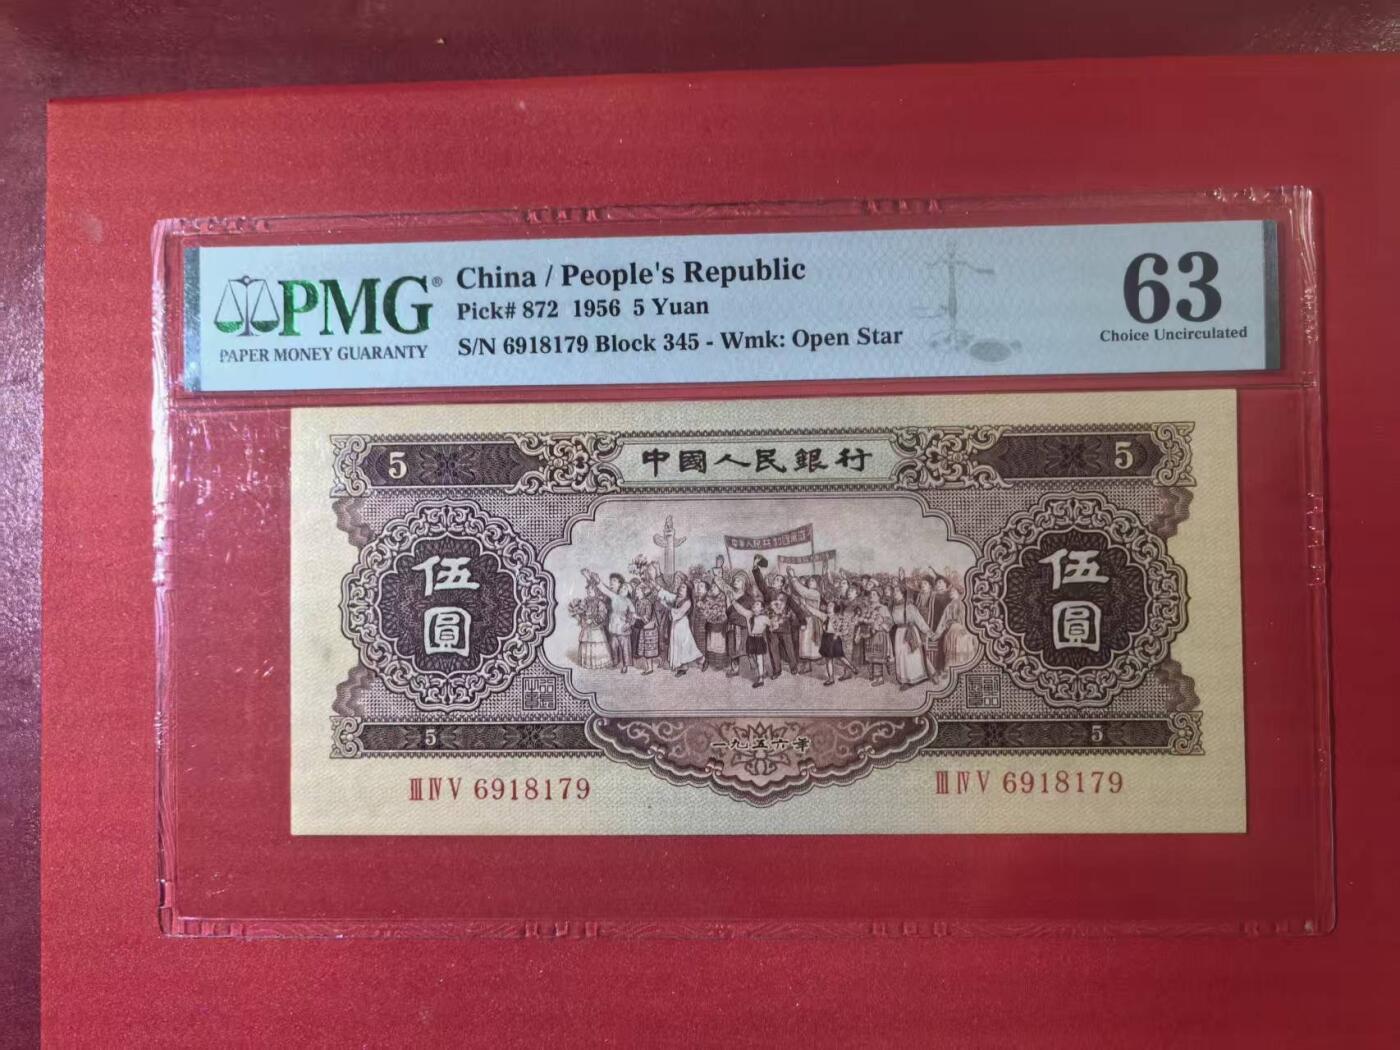 PMG®
PAPER MONEY GUARANTY
China / People's Republic
Pick# 872 1956 5 Yuan
S/N 6918179 Block 345 - Wmk: Open Star
63
Choice Uncirculated
5
中國人民銀行
5
伍圓
伍圓
5
一九五六年
5
ⅢⅣⅤ 6918179
ⅢⅣⅤ 6918179